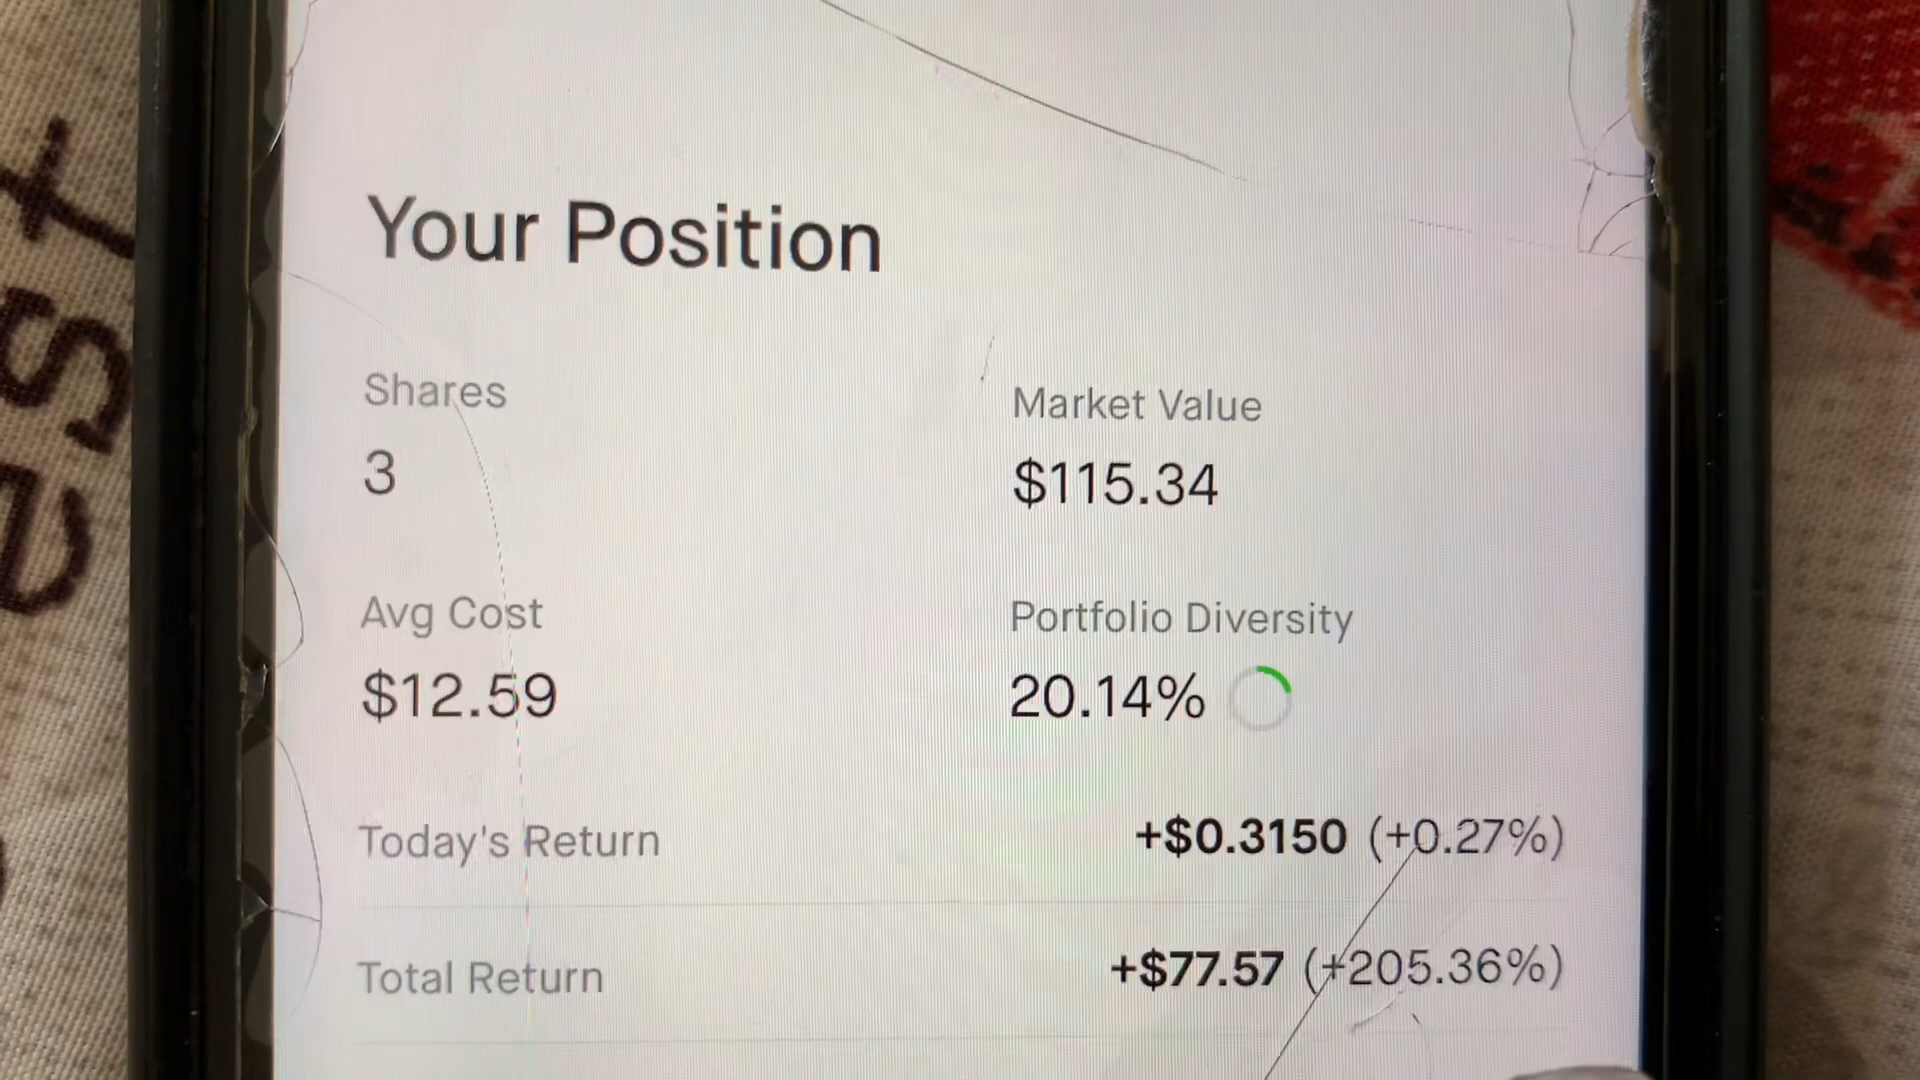 Your Position
Shares
3
Market Value
$115.34
Avg Cost
$12.59
Portfolio Diversity
20.14%
Today's Return +$0.3150 (+0.27%)
Total Return +$77.57 (+205.36%)